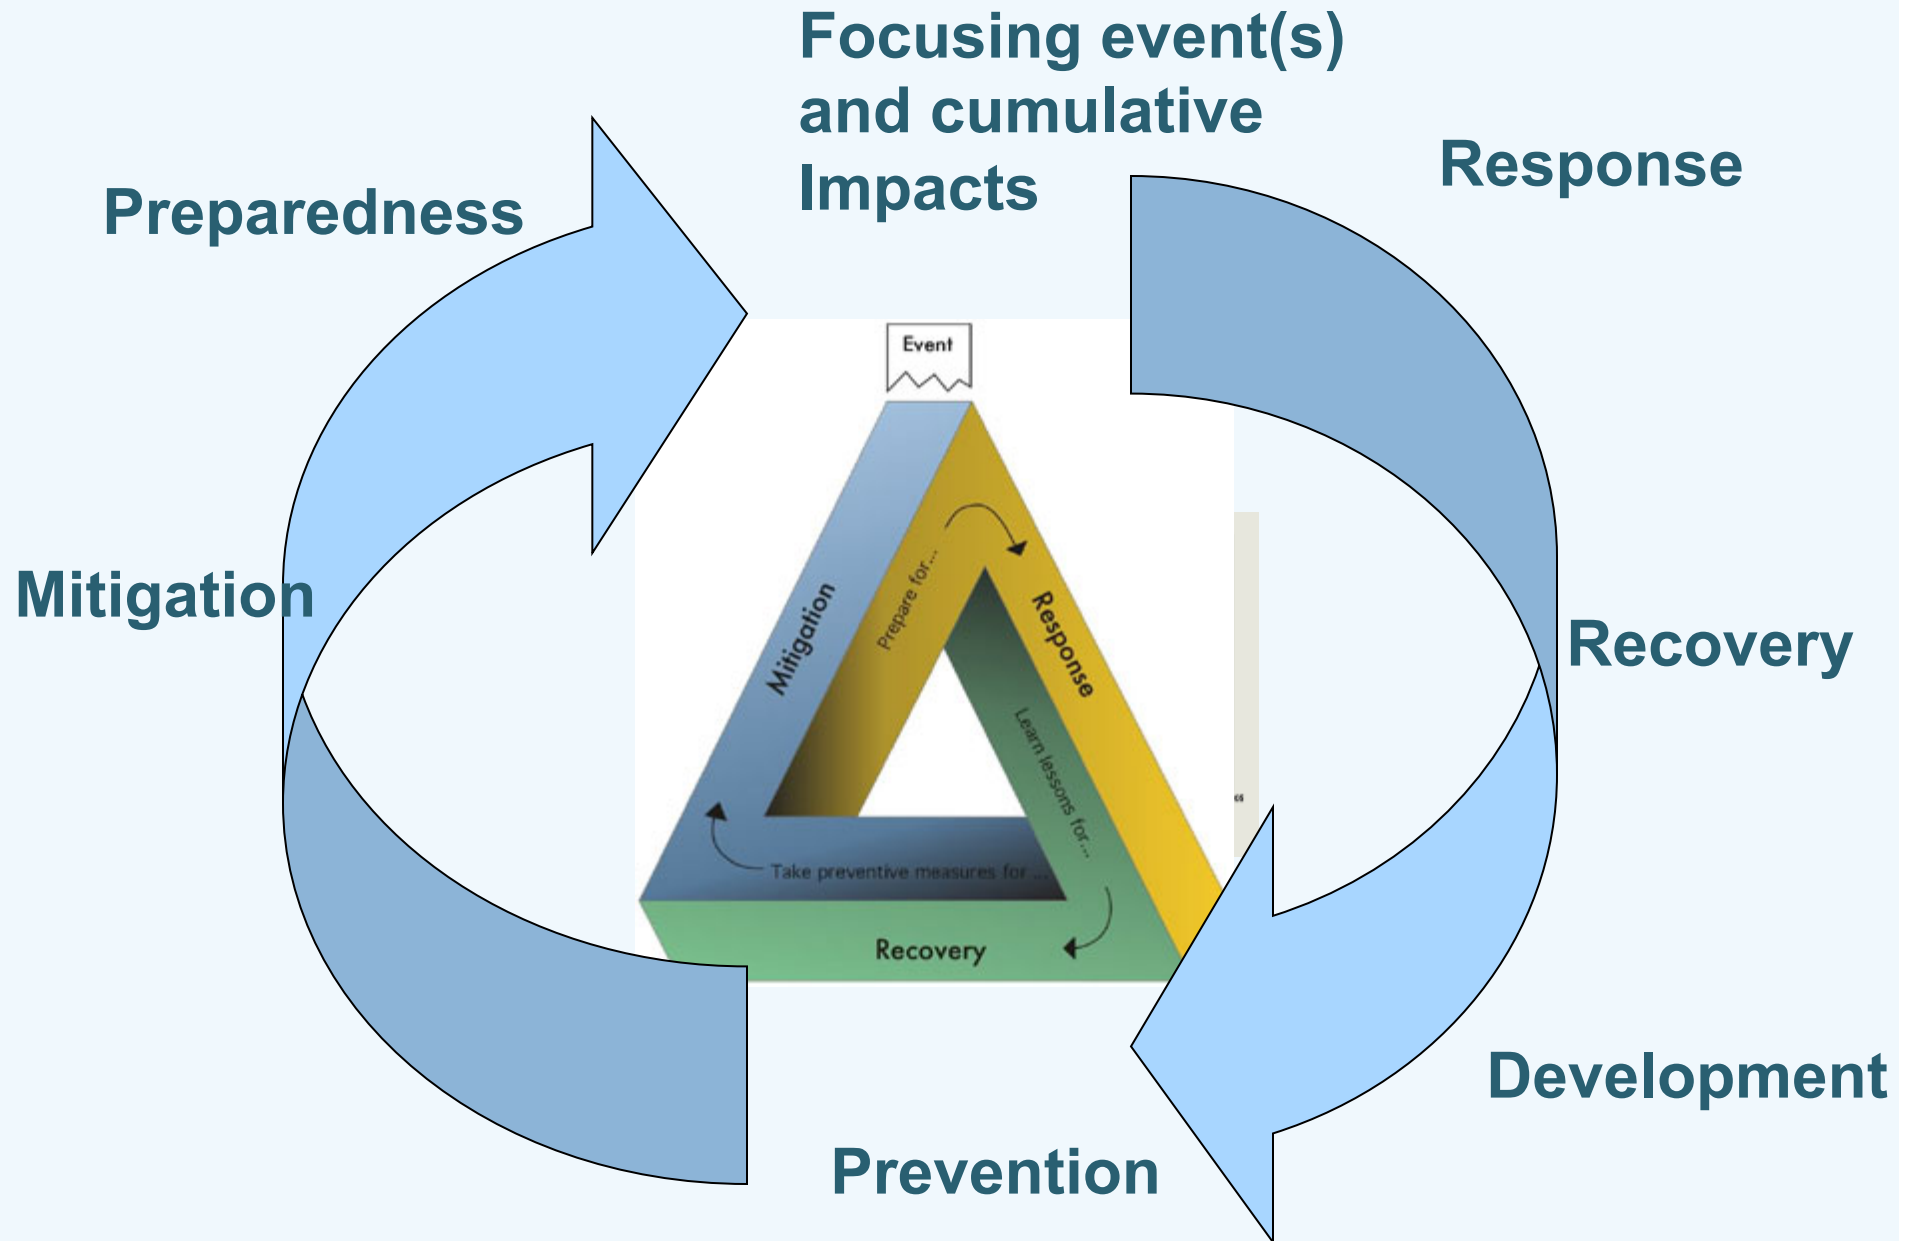 Focusing event(s)
and cumulative
Impacts
Response
Preparedness
Event
Mitigation
Prepare for...
Response
Mitigation
Recovery
Learn lessons for...
Take preventive measures for ...
Recovery
Development
Prevention